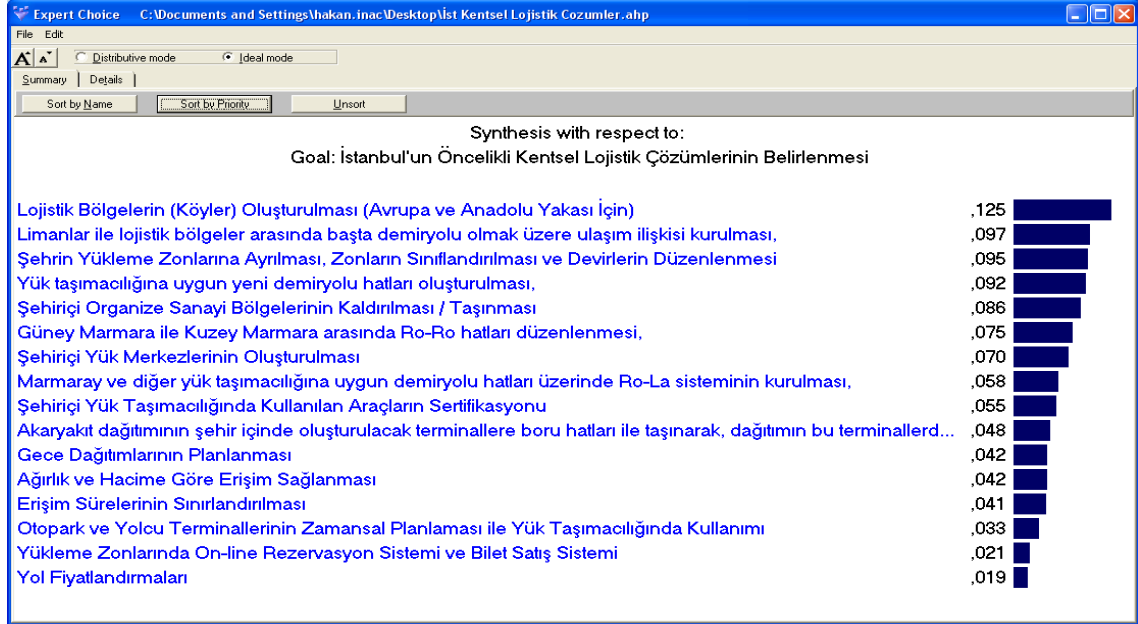 Expert Choice C:\Documents and Settings\hakan.inac\Desktop\İst Kentsel Lojistik Cozumler.ahp
File Edit
A A Distributive mode Ideal mode
Summary Details
Sort by Name Sort by Priority Unsort
Synthesis with respect to:
Goal: İstanbul'un Öncelikli Kentsel Lojistik Çözümlerinin Belirlenmesi
Lojistik Bölgelerin (Köyler) Oluşturulması (Avrupa ve Anadolu Yakası İçin) ,125
Limanlar ile lojistik bölgeler arasında başta demiryolu olmak üzere ulaşım ilişkisi kurulması, ,097
Şehrin Yükleme Zonlarına Ayrılması, Zonların Sınıflandırılması ve Devirlerin Düzenlenmesi ,095
Yük taşımacılığına uygun yeni demiryolu hatları oluşturulması, ,092
Şehiriçi Organize Sanayi Bölgelerinin Kaldırılması / Taşınması ,086
Güney Marmara ile Kuzey Marmara arasında Ro-Ro hatları düzenlenmesi, ,075
Şehiriçi Yük Merkezlerinin Oluşturulması ,070
Marmaray ve diğer yük taşımacılığına uygun demiryolu hatları üzerinde Ro-La sisteminin kurulması, ,058
Şehiriçi Yük Taşımacılığında Kullanılan Araçların Sertifikasyonu ,055
Akaryakıt dağıtımının şehir içinde oluşturulacak terminallere boru hatları ile taşınarak, dağıtımın bu terminallerd... ,048
Gece Dağıtımlarının Planlanması ,042
Ağırlık ve Hacime Göre Erişim Sağlanması ,042
Erişim Sürelerinin Sınırlandırılması ,041
Otopark ve Yolcu Terminallerinin Zamansal Planlaması ile Yük Taşımacılığında Kullanımı ,033
Yükleme Zonlarında On-line Rezervasyon Sistemi ve Bilet Satış Sistemi ,021
Yol Fiyatlandırmaları ,019